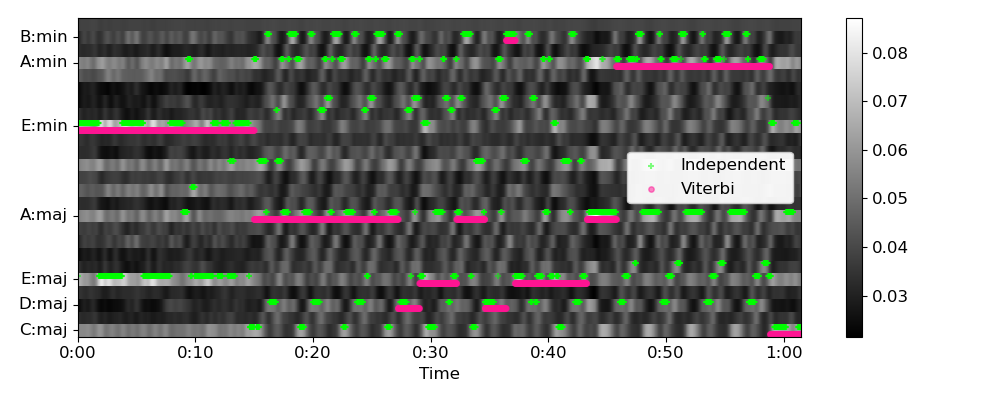 B:min
A:min
E:min
A:maj
E:maj
D:maj
C:maj
0:00 0:10 0:20 0:30 0:40 0:50 1:00
Time
Independent
Viterbi
0.08
0.07
0.06
0.05
0.04
0.03